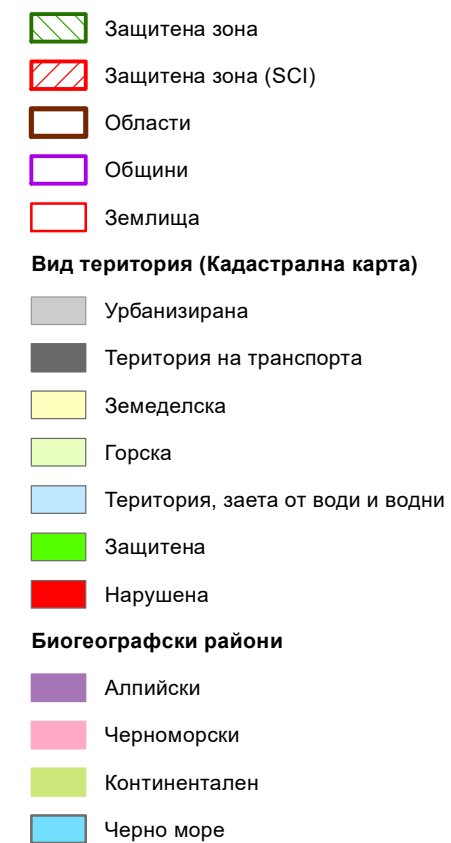 Защитена зона
Защитена зона (SCI)
Области
Общини
Землища
Вид територия (Кадастрална карта)
Урбанизирана
Територия на транспорта
Земеделска
Горска
Територия, заета от води и водни
Защитена
Нарушена
Биогеографски райони
Алпийски
Черноморски
Континентален
Черно море